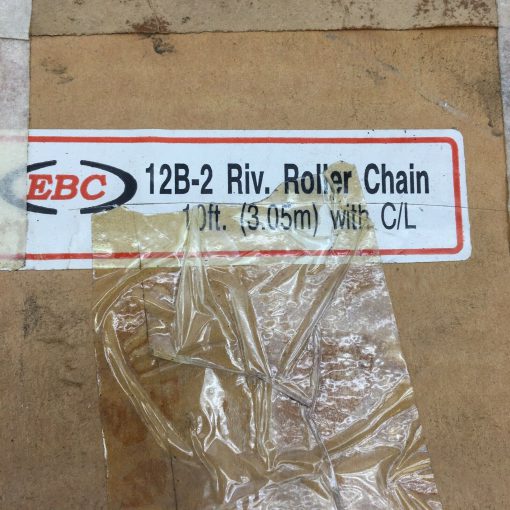 EBC
12B-2 Riv. Roller Chain
10ft. (3.05m) with C/L